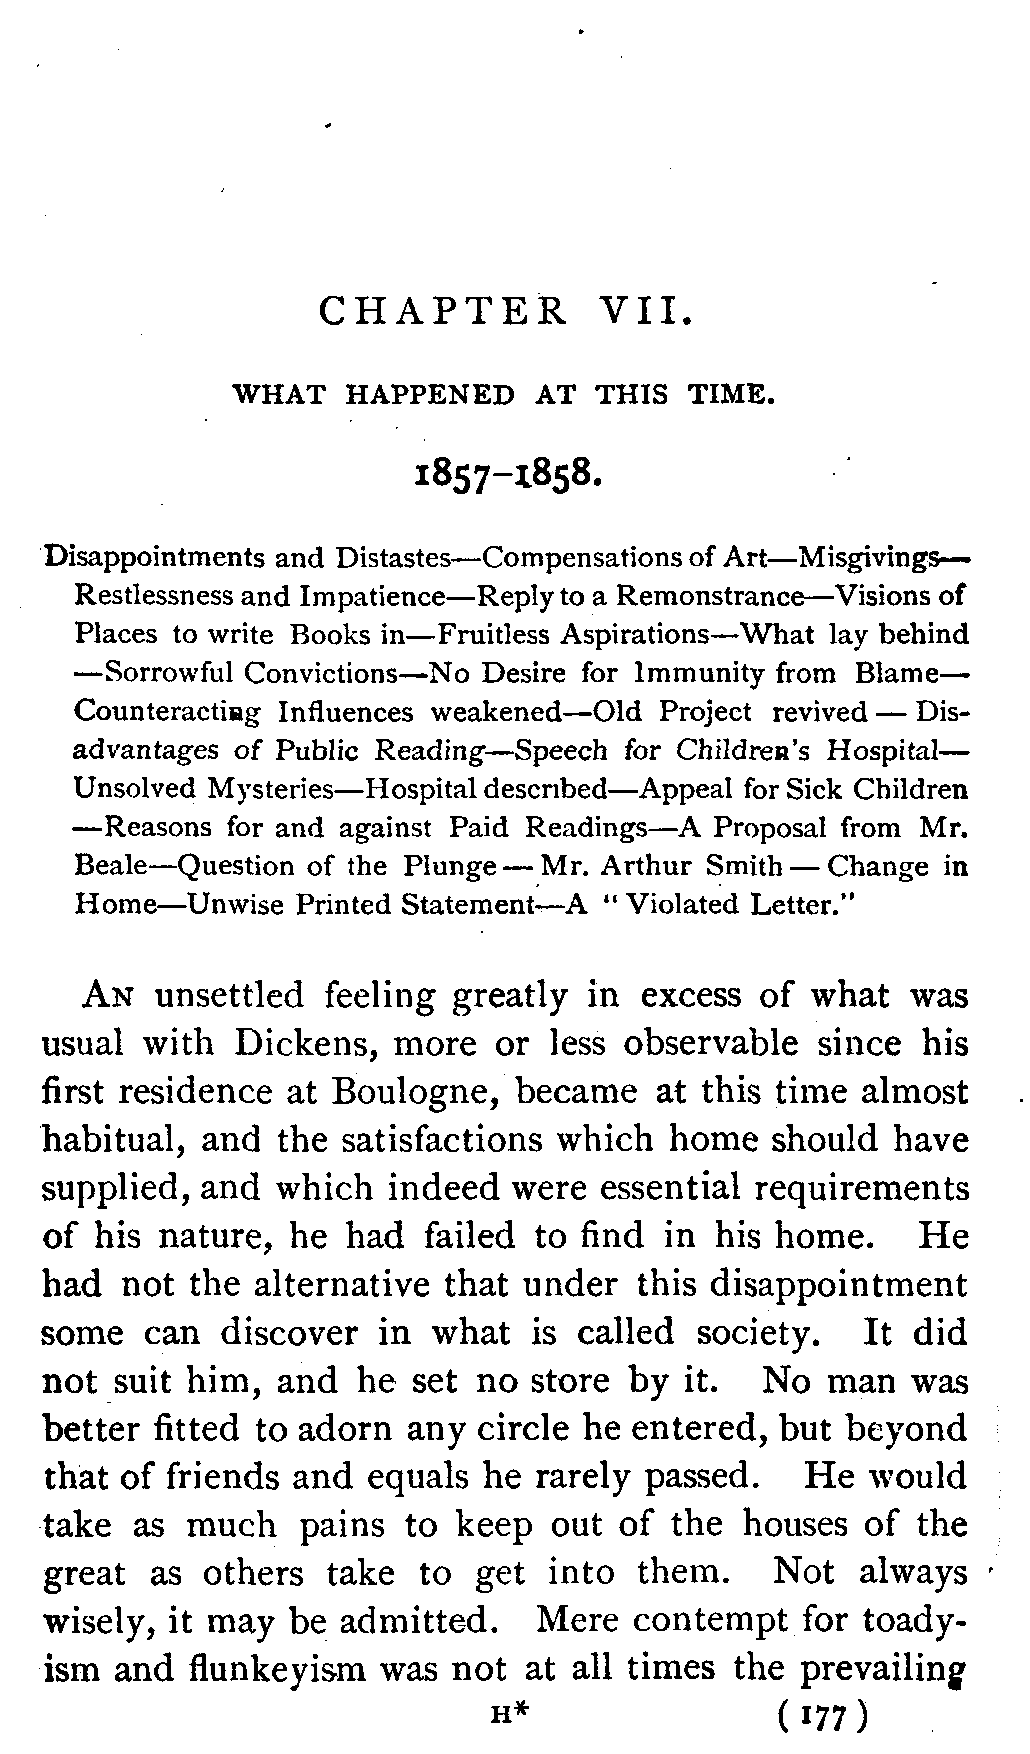 CHAPTER VII.
WHAT HAPPENED AT THIS TIME.
1857–1858.
Disappointments and Distastes—Compensations of Art—Misgivings—
Restlessness and Impatience—Reply to a Remonstrance—Visions of
Places to write Books in—Fruitless Aspirations—What lay behind
—Sorrowful Convictions—No Desire for Immunity from Blame—
Counteracting Influences weakened—Old Project revived — Dis-
advantages of Public Reading—Speech for Children's Hospital—
Unsolved Mysteries—Hospital described—Appeal for Sick Children
—Reasons for and against Paid Readings—A Proposal from Mr.
Beale—Question of the Plunge — Mr. Arthur Smith — Change in
Home—Unwise Printed Statement—A “Violated Letter.”
AN unsettled feeling greatly in excess of what was
usual with Dickens, more or less observable since his
first residence at Boulogne, became at this time almost
habitual, and the satisfactions which home should have
supplied, and which indeed were essential requirements
of his nature, he had failed to find in his home. He
had not the alternative that under this disappointment
some can discover in what is called society. It did
not suit him, and he set no store by it. No man was
better fitted to adorn any circle he entered, but beyond
that of friends and equals he rarely passed. He would
take as much pains to keep out of the houses of the
great as others take to get into them. Not always
wisely, it may be admitted. Mere contempt for toady-
ism and flunkeyism was not at all times the prevailing
H* (177)